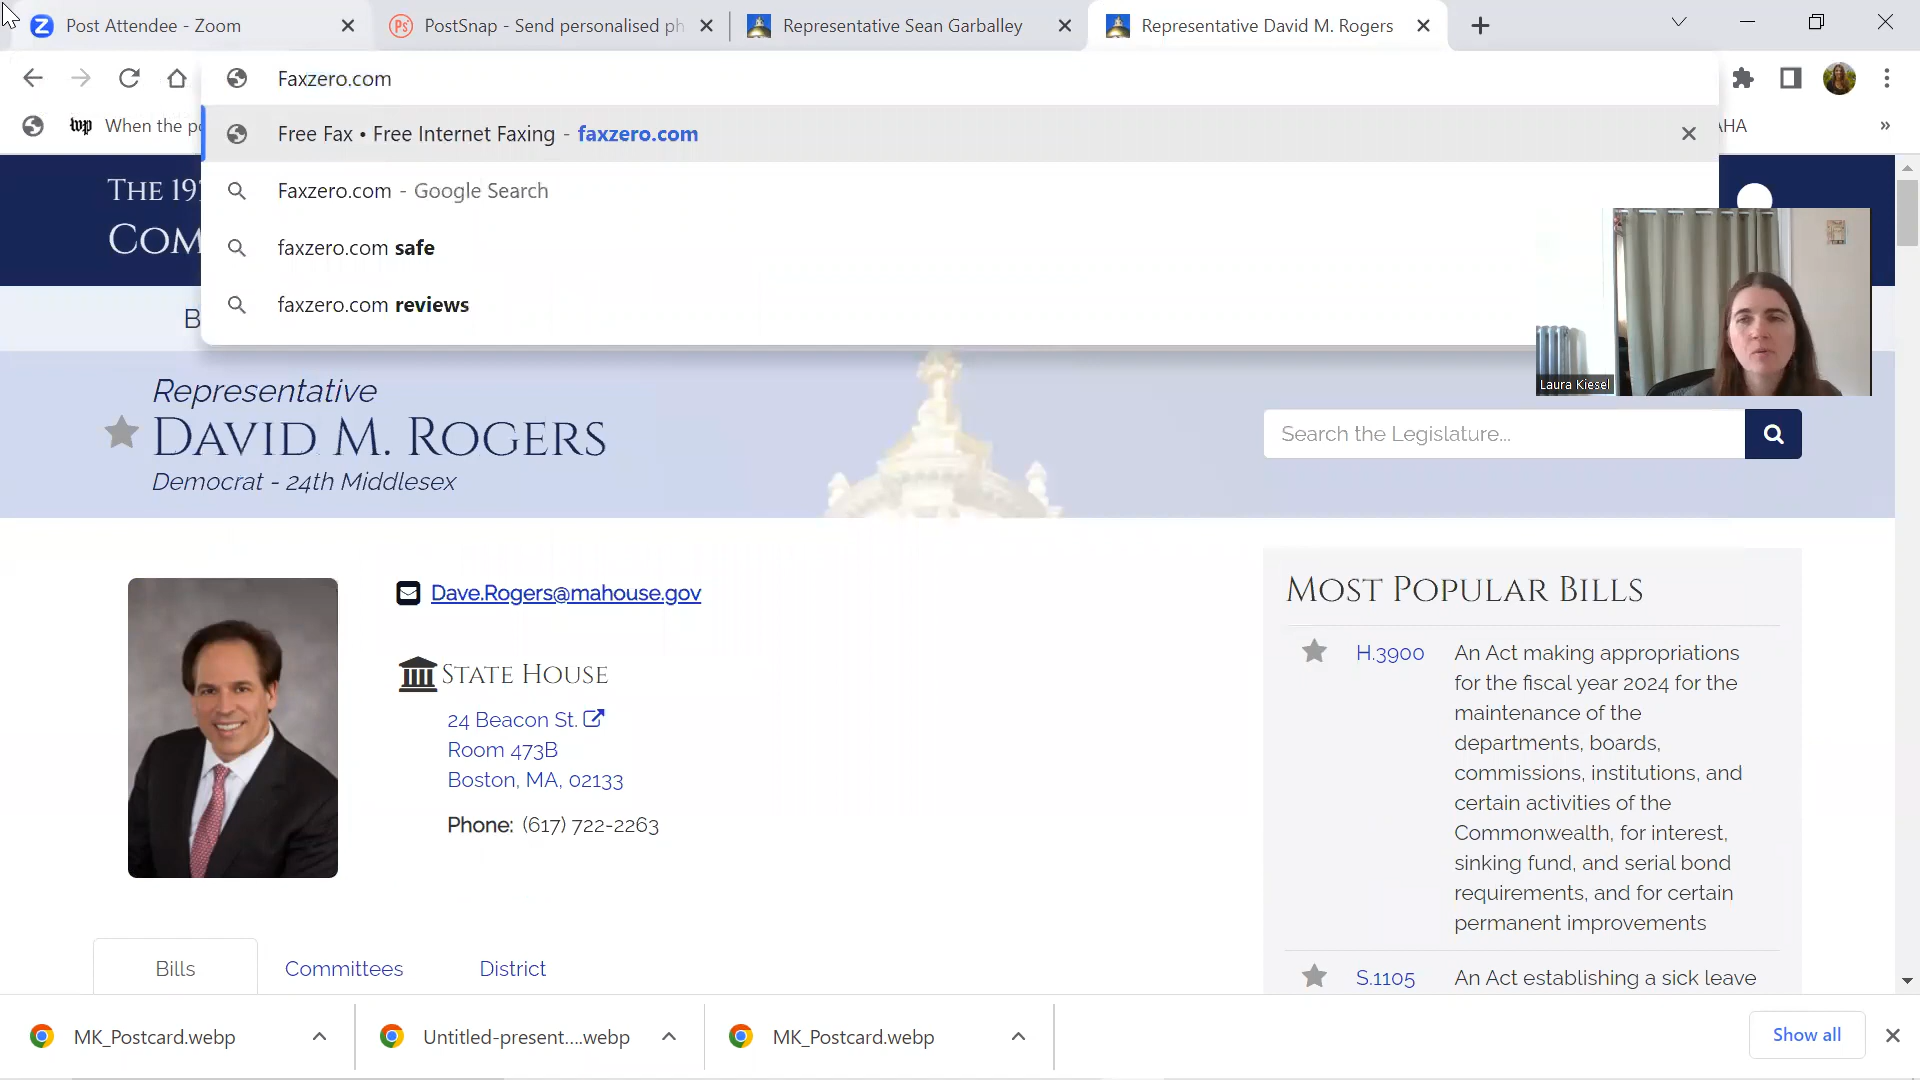 Post Attendee - Zoom
PostSnap - Send personalised ph
Representative Sean Garballey
Representative David M. Rogers
Faxzero.com
wp When the po
AHA
»
Free Fax • Free Internet Faxing - faxzero.com
Faxzero.com - Google Search
faxzero.com safe
faxzero.com reviews
THE 19
COM
B
Laura Kiesel
Representative
DAVID M. ROGERS
Democrat - 24th Middlesex
Search the Legislature...
Dave.Rogers@mahouse.gov
STATE HOUSE
24 Beacon St.
Room 473B
Boston, MA, 02133
Phone: (617) 722-2263
Bills
Committees
District
MOST POPULAR BILLS
H.3900 An Act making appropriations
for the fiscal year 2024 for the
maintenance of the
departments, boards,
commissions, institutions, and
certain activities of the
Commonwealth, for interest,
sinking fund, and serial bond
requirements, and for certain
permanent improvements
S.1105 An Act establishing a sick leave
MK_Postcard.webp
Untitled-present....webp
MK_Postcard.webp
Show all